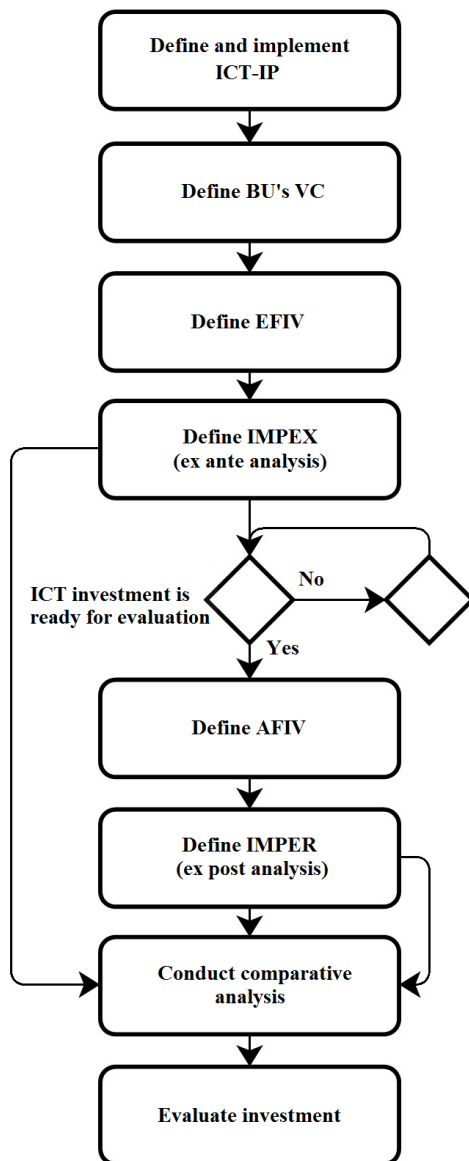 Define and implement
ICT-IP
Define BU's VC
Define EFIV
Define IMPEX
(ex ante analysis)
ICT investment is
ready for evaluation
No
Yes
Define AFIV
Define IMPER
(ex post analysis)
Conduct comparative
analysis
Evaluate investment